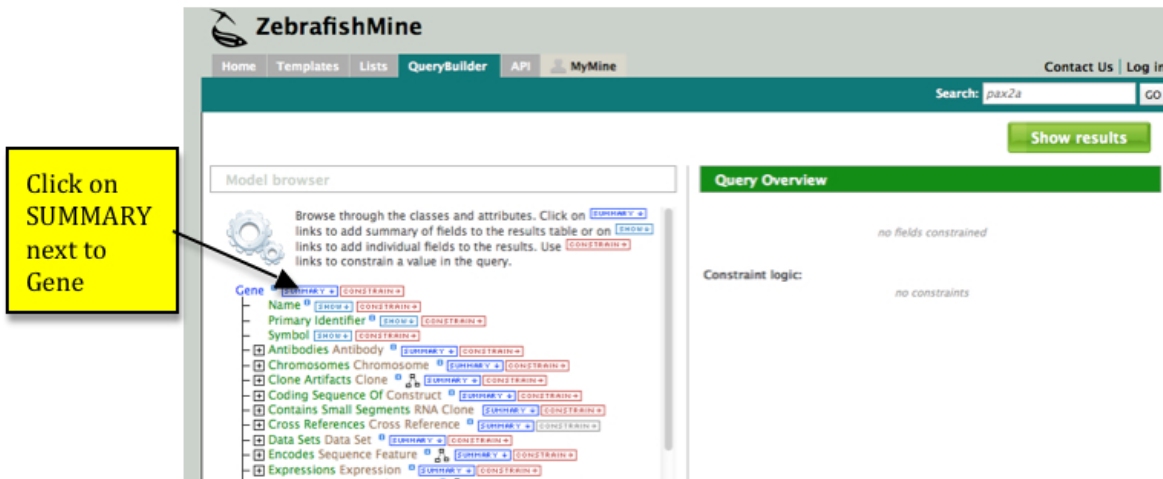 ZebrafishMine
Home Templates Lists QueryBuilder API MyMine
Contact Us | Log in
Search: pax2a GO
Show results
Click on
SUMMARY
next to
Gene
Model browser
Query Overview
Browse through the classes and attributes. Click on SUMMARY
links to add summary of fields to the results table or on SHOW
links to add individual fields to the results. Use CONSTRAIN
links to constrain a value in the query.
no fields constrained
Constraint logic:
no constraints
Gene SUMMARY CONSTRAIN
Name SHOW CONSTRAIN
Primary Identifier SHOW CONSTRAIN
Symbol SHOW CONSTRAIN
Antibodies Antibody SUMMARY CONSTRAIN
Chromosomes Chromosome SUMMARY CONSTRAIN
Clone Artifacts Clone SUMMARY CONSTRAIN
Coding Sequence Of Construct SUMMARY CONSTRAIN
Contains Small Segments RNA Clone SUMMARY CONSTRAIN
Cross References Cross Reference SUMMARY CONSTRAIN
Data Sets Data Set SUMMARY CONSTRAIN
Encodes Sequence Feature SUMMARY CONSTRAIN
Expressions Expression SUMMARY CONSTRAIN